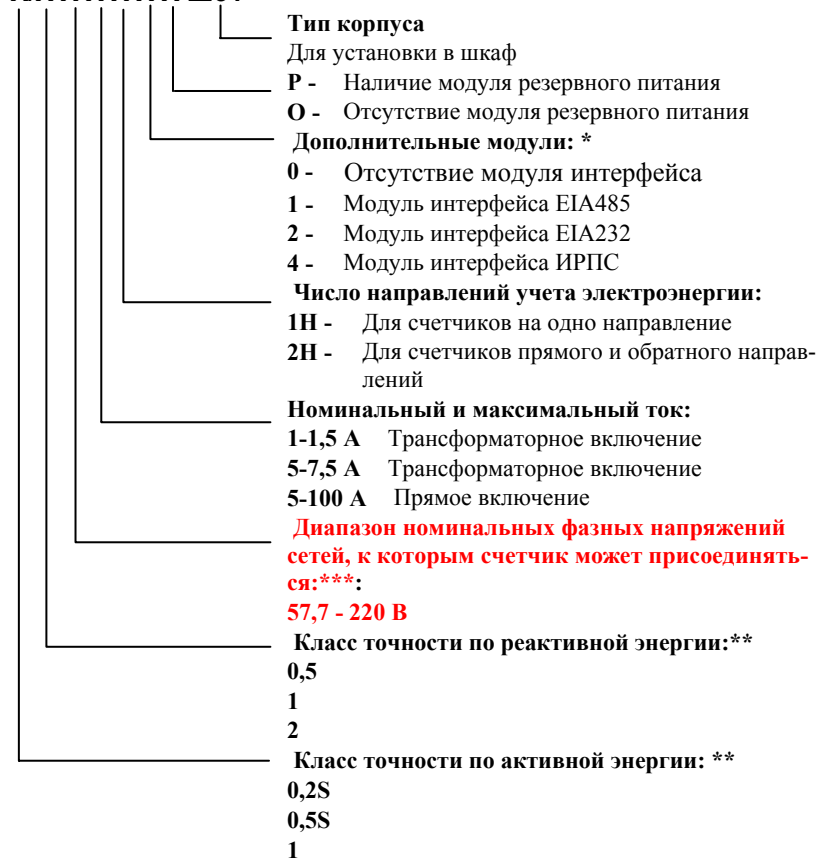 Тип корпуса
Для установки в шкаф
Р - Наличие модуля резервного питания
О - Отсутствие модуля резервного питания
Дополнительные модули: *
0 - Отсутствие модуля интерфейса
1 - Модуль интерфейса EIA485
2 - Модуль интерфейса EIA232
4 - Модуль интерфейса ИРПС
Число направлений учета электроэнергии:
1Н - Для счетчиков на одно направление
2Н - Для счетчиков прямого и обратного направ-
лений
Номинальный и максимальный ток:
1-1,5 А Трансформаторное включение
5-7,5 А Трансформаторное включение
5-100 А Прямое включение
Диапазон номинальных фазных напряжений
сетей, к которым счетчик может присоединять-
ся:***:
57,7 - 220 В
Класс точности по реактивной энергии:**
0,5
1
2
Класс точности по активной энергии: **
0,2S
0,5S
1